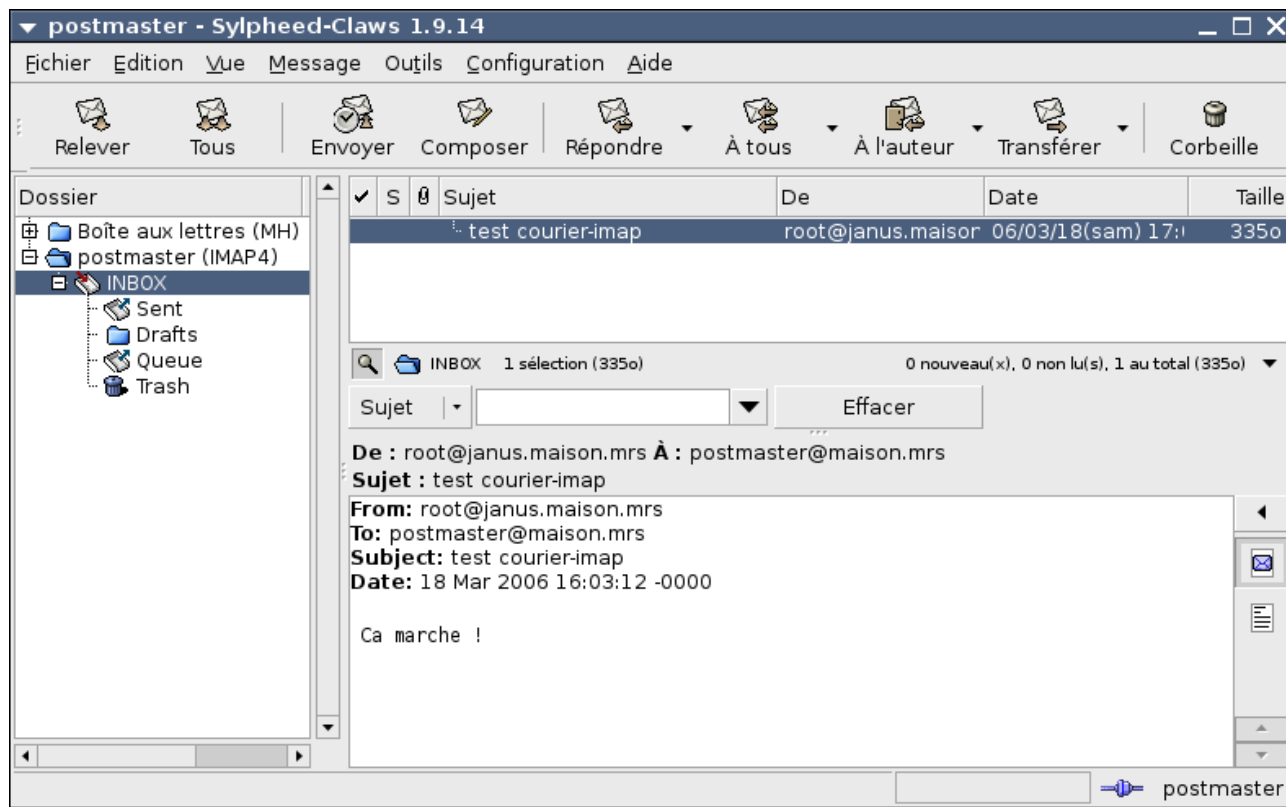 postmaster - Sylpheed-Claws 1.9.14
Fichier Edition Vue Message Outils Configuration Aide
Relever Tous Envoyer Composer Répondre À tous À l'auteur Transférer Corbeille
Dossier
Boîte aux lettres (MH)
postmaster (IMAP4)
INBOX
Sent
Drafts
Queue
Trash
S Sujet De Date Taille
test courier-imap root@janus.maison 06/03/18(sam) 17: 335o
INBOX 1 sélection (335o) 0 nouveau(x), 0 non lu(s), 1 au total (335o)
Sujet Effacer
De : root@janus.maison.mrs À : postmaster@maison.mrs
Sujet : test courier-imap
From: root@janus.maison.mrs
To: postmaster@maison.mrs
Subject: test courier-imap
Date: 18 Mar 2006 16:03:12 -0000
Ca marche !
postmaster